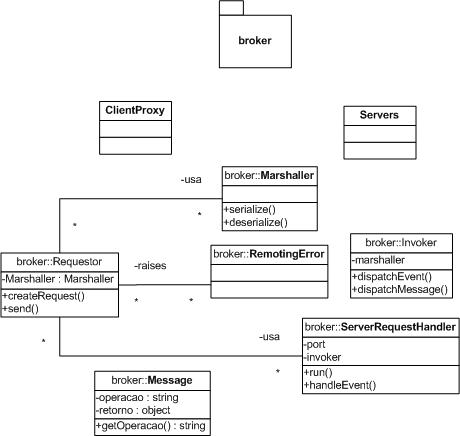 broker
ClientProxy
Servers
broker::Marshaller
+serialize()
+deserialize()
-usa
*
*
broker::Requestor
-Marshaller : Marshaller
+createRequest()
+send()
-raises
*
*
broker::RemotingError
broker::Invoker
-marshaller
+dispatchEvent()
+dispatchMessage()
*
-usa
*
broker::ServerRequestHandler
-port
-invoker
+run()
+handleEvent()
broker::Message
-operacao : string
-retorno : object
+getOperacao() : string